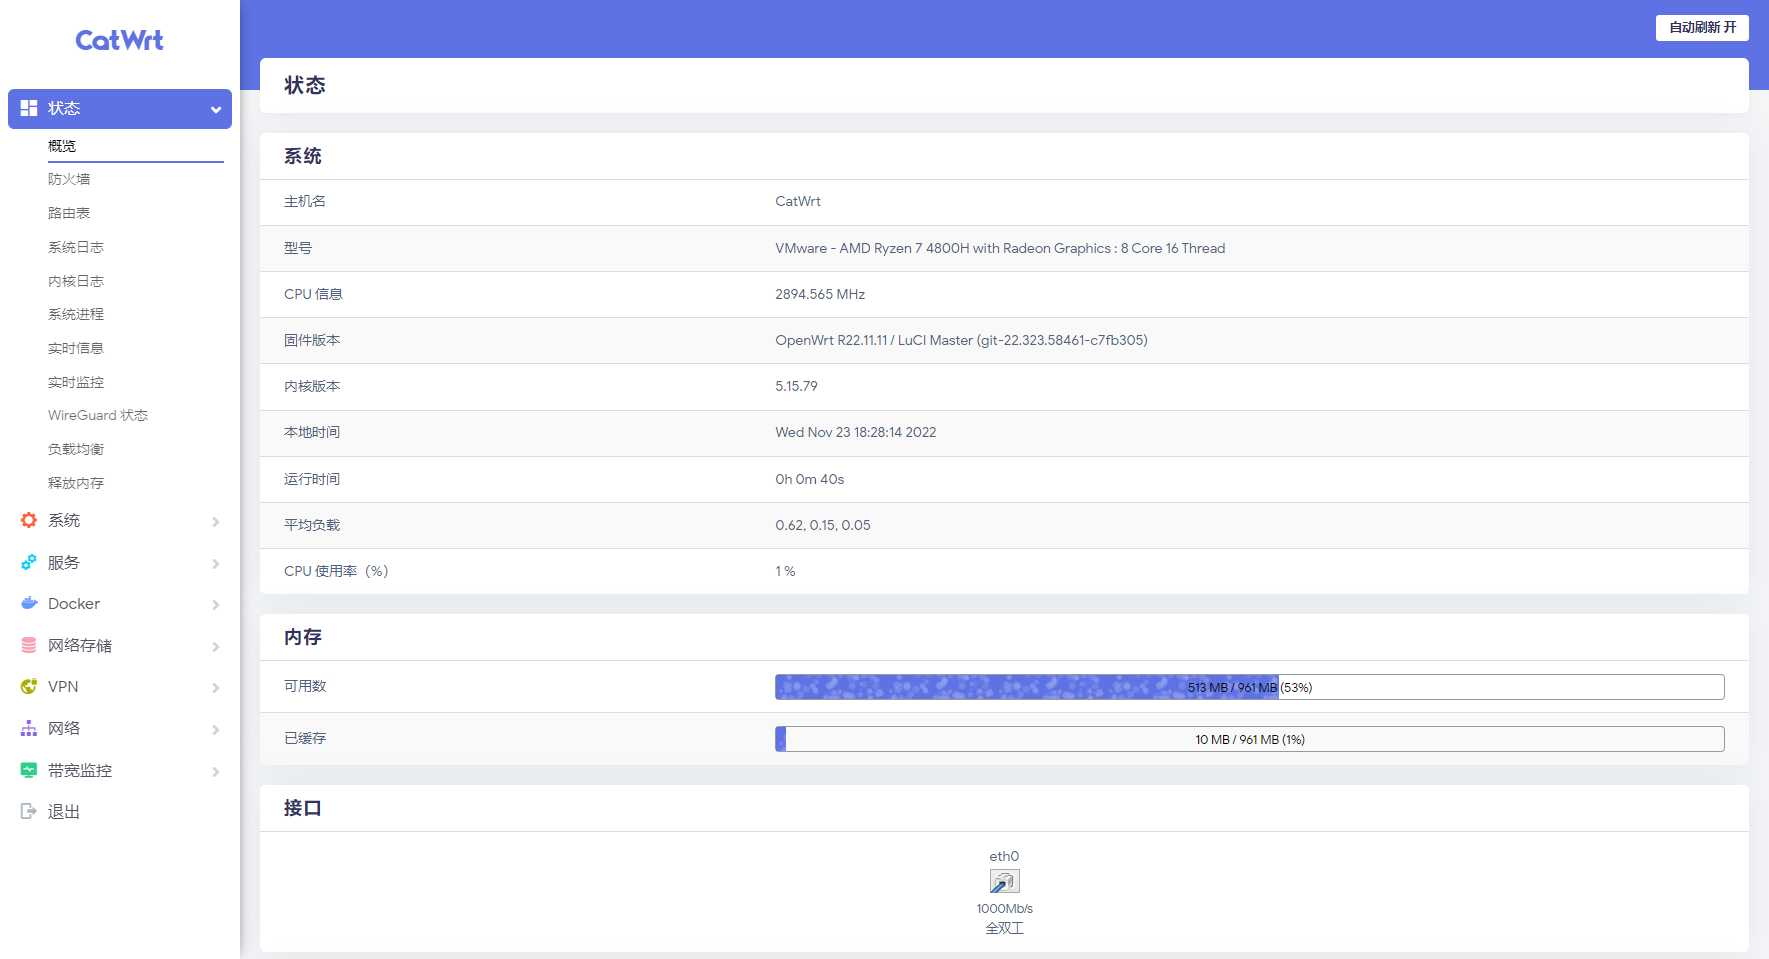 CatWrt
状态
概览
防火墙
路由表
系统日志
内核日志
系统进程
实时信息
实时监控
WireGuard 状态
负载均衡
释放内存
系统
服务
Docker
网络存储
VPN
网络
带宽监控
退出
自动刷新 开
状态
系统
主机名 CatWrt
型号 VMware - AMD Ryzen 7 4800H with Radeon Graphics : 8 Core 16 Thread
CPU 信息 2894.565 MHz
固件版本 OpenWrt R22.11.11 / LuCI Master (git-22.323.58461-c7fb305)
内核版本 5.15.79
本地时间 Wed Nov 23 18:28:14 2022
运行时间 0h 0m 40s
平均负载 0.62, 0.15, 0.05
CPU 使用率（%） 1 %
内存
可用数 513 MB / 961 MB (53%)
已缓存 10 MB / 961 MB (1%)
接口
eth0
1000Mb/s
全双工